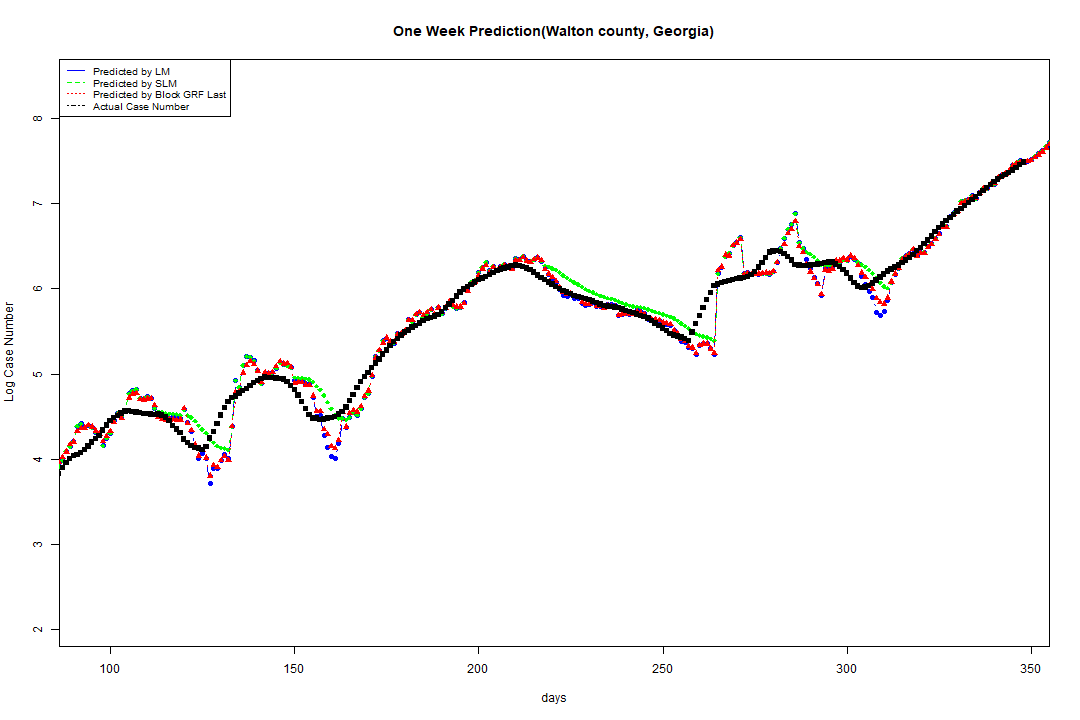 One Week Prediction(Walton county, Georgia)
Predicted by LM
Predicted by SLM
Predicted by Block GRF Last
Actual Case Number
8
7
6
5
4
3
2
Log Case Number
100 150 200 250 300 350
days